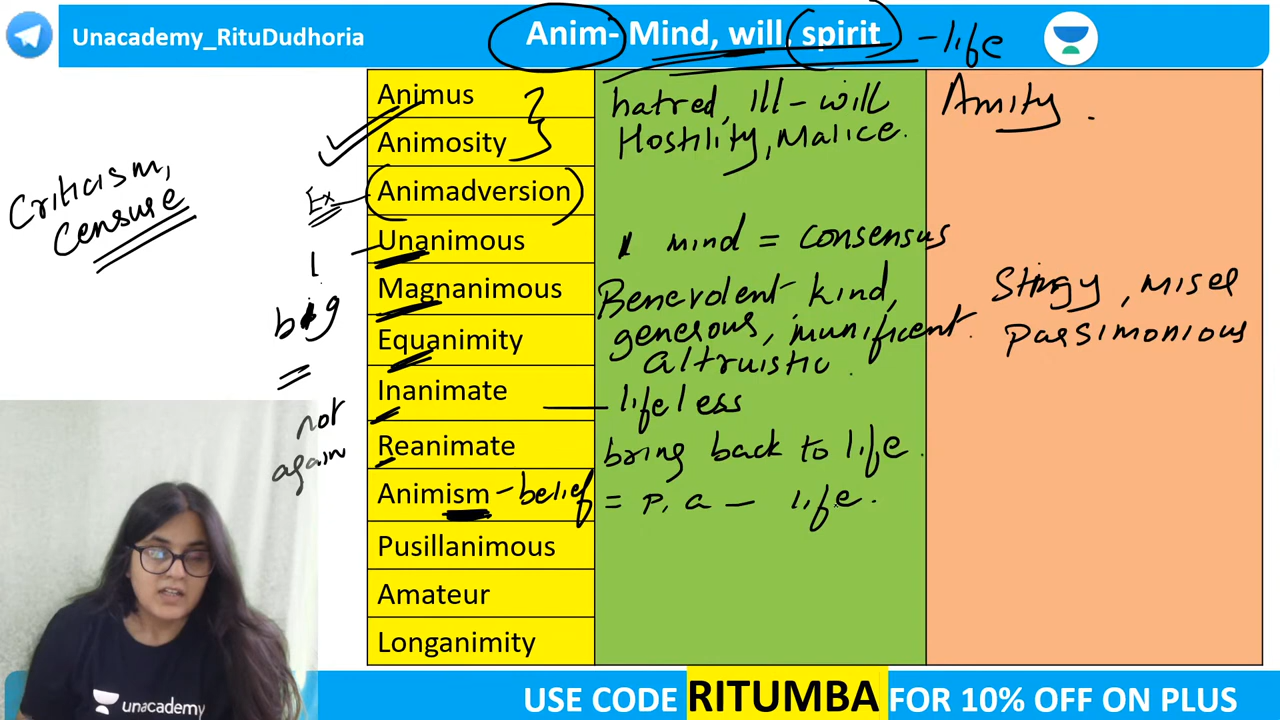 Unacademy_RituDudhoria
Anim- Mind, will, spirit - life
Animus
hatred, Ill-will
Amity.
Animosity
Hostility, Malice.
Criticism,
Censure
Ex
Animadversion
Unanimous
1 mind = consensus
1
Magnanimous
Benevolent kind,
generous, munificent.
Altruistic.
Stingy, miser
parsimonious
big
Equanimity
=
Inanimate
lifeless
not
again
Reanimate
bring back to life.
Animism - belief = P, a - life.
Pusillanimous
Amateur
Longanimity
unacademy
USE CODE RITUMBA FOR 10% OFF ON PLUS